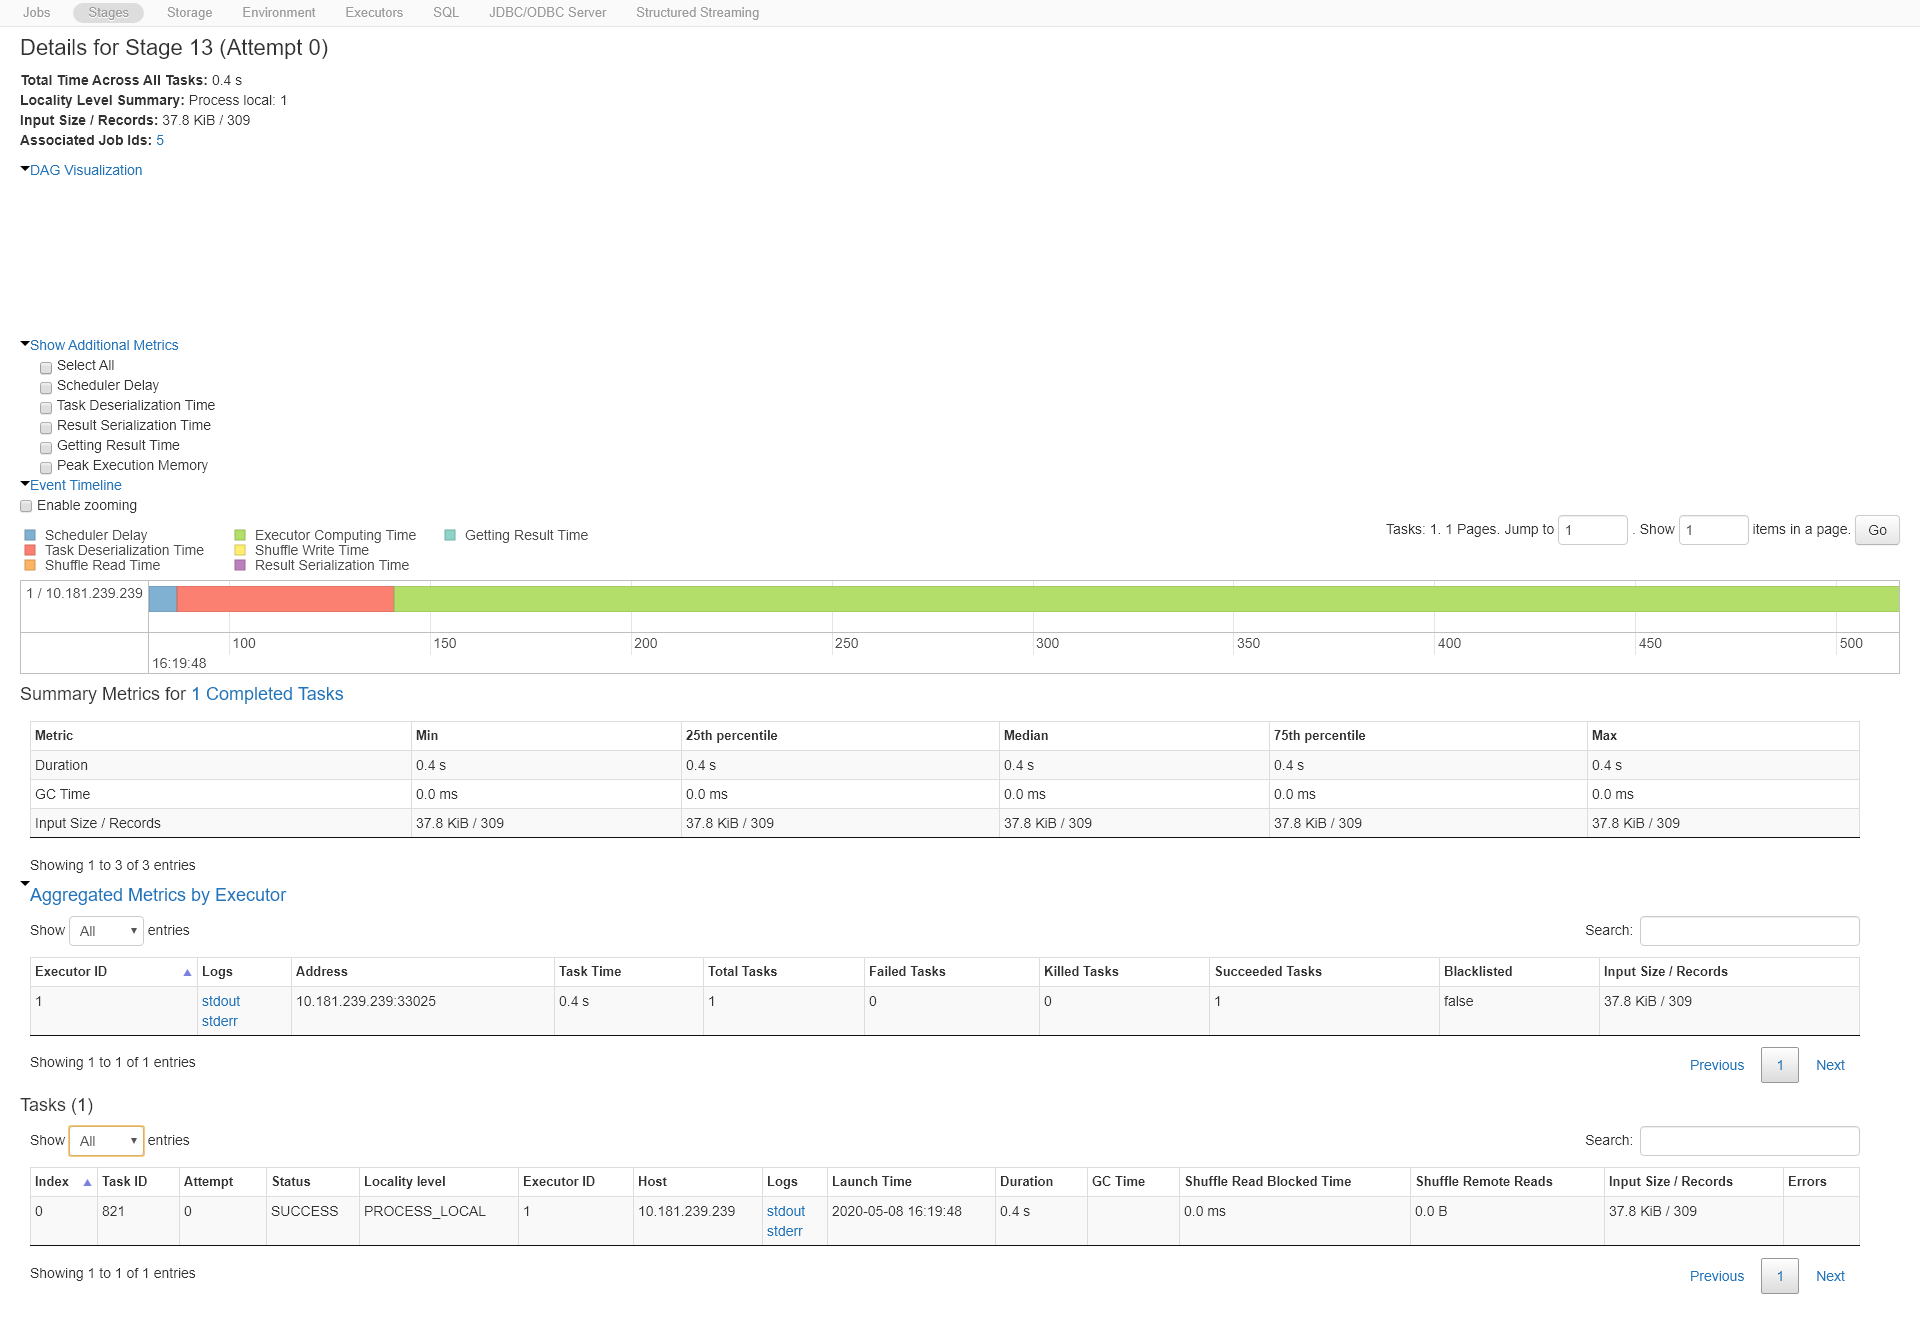 Jobs Stages Storage Environment Executors SQL JDBC/ODBC Server Structured Streaming
Details for Stage 13 (Attempt 0)
Total Time Across All Tasks: 0.4 s
Locality Level Summary: Process local: 1
Input Size / Records: 37.8 KiB / 309
Associated Job Ids: 5
DAG Visualization
Show Additional Metrics
Select All
Scheduler Delay
Task Deserialization Time
Result Serialization Time
Getting Result Time
Peak Execution Memory
Event Timeline
Enable zooming
Tasks: 1. 1 Pages. Jump to 1 . Show 1 items in a page. Go
Scheduler Delay Executor Computing Time Getting Result Time
Task Deserialization Time Shuffle Write Time
Shuffle Read Time Result Serialization Time
1 / 10.181.239.239
100 150 200 250 300 350 400 450 500
16:19:48
Summary Metrics for 1 Completed Tasks
Metric Min 25th percentile Median 75th percentile Max
Duration 0.4 s 0.4 s 0.4 s 0.4 s 0.4 s
GC Time 0.0 ms 0.0 ms 0.0 ms 0.0 ms 0.0 ms
Input Size / Records 37.8 KiB / 309 37.8 KiB / 309 37.8 KiB / 309 37.8 KiB / 309 37.8 KiB / 309
Showing 1 to 3 of 3 entries
Aggregated Metrics by Executor
Show All entries Search:
Executor ID Logs Address Task Time Total Tasks Failed Tasks Killed Tasks Succeeded Tasks Blacklisted Input Size / Records
1 stdout 10.181.239.239:33025 0.4 s 1 0 0 1 false 37.8 KiB / 309
stderr
Showing 1 to 1 of 1 entries
Previous 1 Next
Tasks (1)
Show All entries Search:
Index Task ID Attempt Status Locality level Executor ID Host Logs Launch Time Duration GC Time Shuffle Read Blocked Time Shuffle Remote Reads Input Size / Records Errors
0 821 0 SUCCESS PROCESS_LOCAL 1 10.181.239.239 stdout 2020-05-08 16:19:48 0.4 s 0.0 ms 0.0 B 37.8 KiB / 309
stderr
Showing 1 to 1 of 1 entries
Previous 1 Next